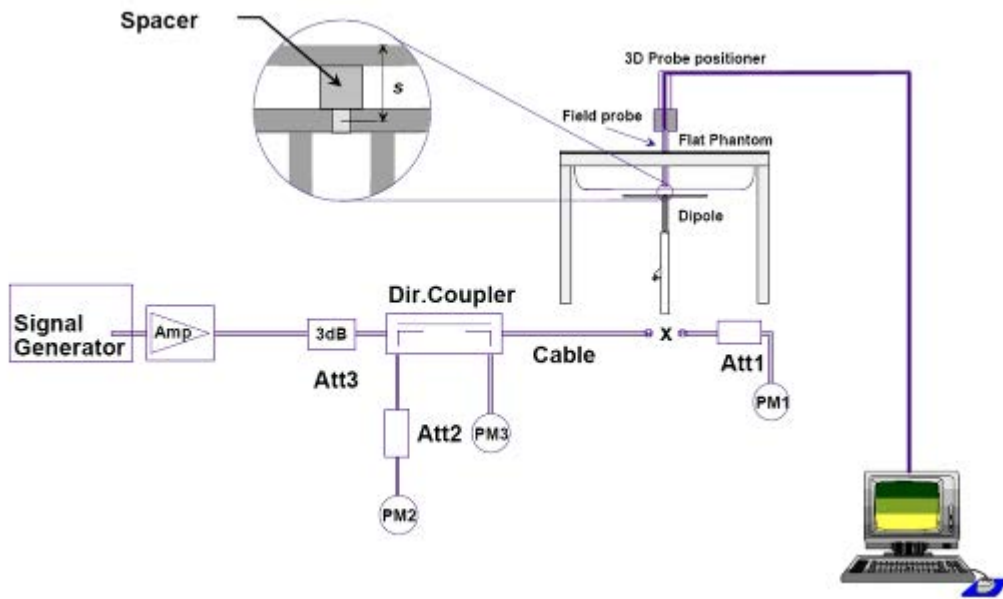 Spacer
s
3D Probe positioner
Field probe
Flat Phantom
Dipole
Signal
Generator
Amp
3dB
Att3
Dir.Coupler
Cable
x
Att1
PM1
Att2
PM3
PM2